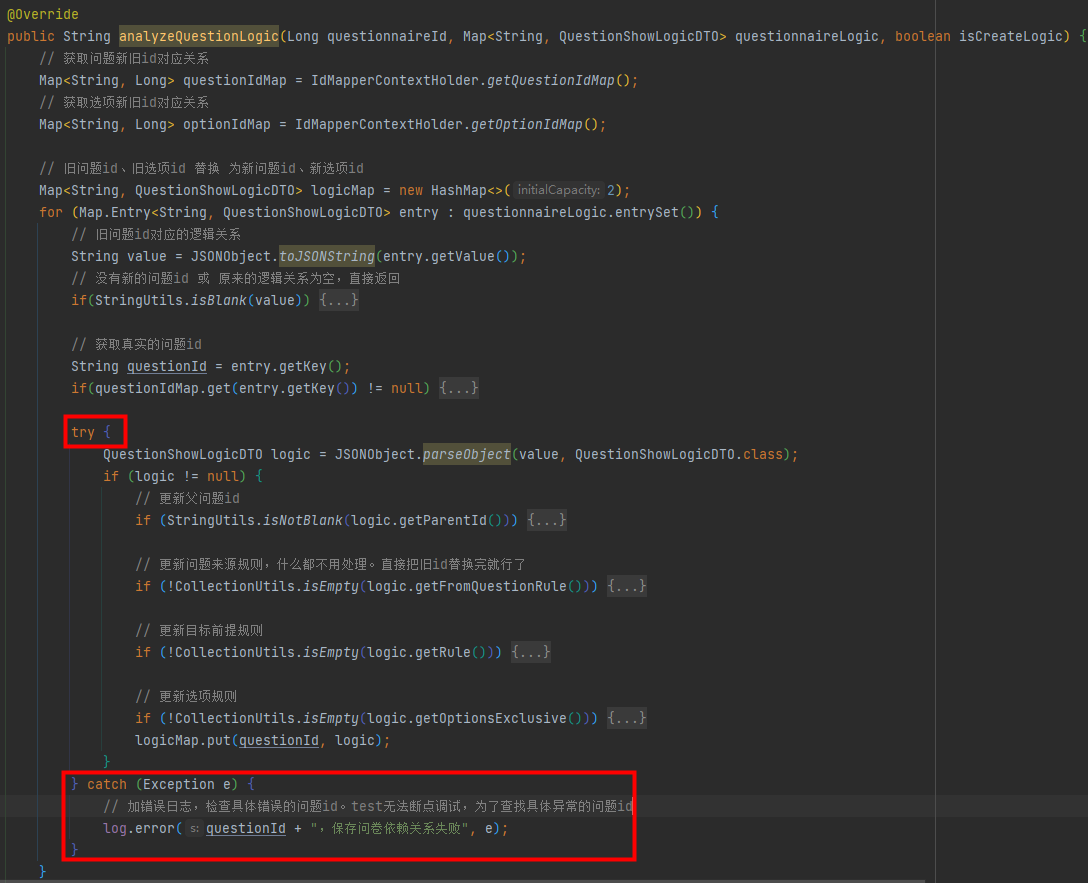 @Override
public String analyzeQuestionLogic(Long questionnaireId, Map<String, QuestionShowLogicDTO> questionnaireLogic, boolean isCreateLogic) {
// 获取问题新旧id对应关系
Map<String, Long> questionIdMap = IdMapperContextHolder.getQuestionIdMap();
// 获取选项新旧id对应关系
Map<String, Long> optionIdMap = IdMapperContextHolder.getOptionIdMap();
// 旧问题id、旧选项id 替换 为新问题id、新选项id
Map<String, QuestionShowLogicDTO> logicMap = new HashMap<>( initialCapacity: 2);
for (Map.Entry<String, QuestionShowLogicDTO> entry : questionnaireLogic.entrySet()) {
// 旧问题id对应的逻辑关系
String value = JSONObject.toJSONString(entry.getValue());
// 没有新的问题id 或 原来的逻辑关系为空，直接返回
if(StringUtils.isBlank(value)) {...}
// 获取真实的问题id
String questionId = entry.getKey();
if(questionIdMap.get(entry.getKey()) != null) {...}
try {
QuestionShowLogicDTO logic = JSONObject.parseObject(value, QuestionShowLogicDTO.class);
if (logic != null) {
// 更新父问题id
if (StringUtils.isNotBlank(logic.getParentId())) {...}
// 更新问题来源规则，什么都不用处理。直接把旧id替换完就行了
if (!CollectionUtils.isEmpty(logic.getFromQuestionRule())) {...}
// 更新目标前提规则
if (!CollectionUtils.isEmpty(logic.getRule())) {...}
// 更新选项规则
if (!CollectionUtils.isEmpty(logic.getOptionsExclusive())) {...}
logicMap.put(questionId, logic);
}
} catch (Exception e) {
// 加错误日志，检查具体错误的问题id。test无法断点调试，为了查找具体异常的问题id
log.error( s: questionId + "，保存问卷依赖关系失败", e);
}
}